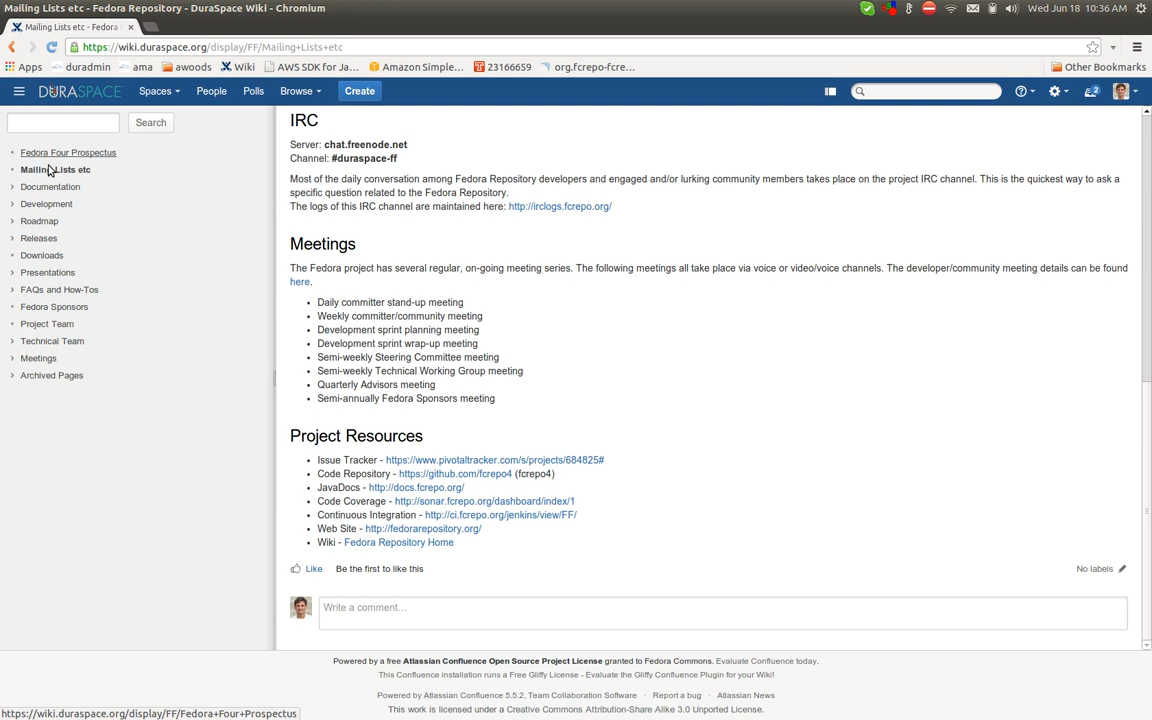 Mailing Lists etc - Fedora Repository - DuraSpace Wiki - Chromium
Wed Jun 18 10:36 AM
Mailing Lists etc - Fedora
https://wiki.duraspace.org/display/FF/Mailing+Lists+etc
Apps duradmin ama awoods Wiki AWS SDK for Ja... Amazon Simple... 23166659 org.fcrepo-fcre... Other Bookmarks
DURASPACE Spaces People Polls Browse Create 2
Search
Fedora Four Prospectus
Mailing Lists etc
Documentation
Development
Roadmap
Releases
Downloads
Presentations
FAQs and How-Tos
Fedora Sponsors
Project Team
Technical Team
Meetings
Archived Pages
IRC
Server: chat.freenode.net
Channel: #duraspace-ff
Most of the daily conversation among Fedora Repository developers and engaged and/or lurking community members takes place on the project IRC channel. This is the quickest way to ask a
specific question related to the Fedora Repository.
The logs of this IRC channel are maintained here: http://irclogs.fcrepo.org/
Meetings
The Fedora project has several regular, on-going meeting series. The following meetings all take place via voice or video/voice channels. The developer/community meeting details can be found
here.
• Daily committer stand-up meeting
• Weekly committer/community meeting
• Development sprint planning meeting
• Development sprint wrap-up meeting
• Semi-weekly Steering Committee meeting
• Semi-weekly Technical Working Group meeting
• Quarterly Advisors meeting
• Semi-annually Fedora Sponsors meeting
Project Resources
• Issue Tracker - https://www.pivotaltracker.com/s/projects/684825#
• Code Repository - https://github.com/fcrepo4 (fcrepo4)
• JavaDocs - http://docs.fcrepo.org/
• Code Coverage - http://sonar.fcrepo.org/dashboard/index/1
• Continuous Integration - http://ci.fcrepo.org/jenkins/view/FF/
• Web Site - http://fedorarepository.org/
• Wiki - Fedora Repository Home
Like Be the first to like this No labels
Write a comment...
Powered by a free Atlassian Confluence Open Source Project License granted to Fedora Commons. Evaluate Confluence today.
This Confluence installation runs a Free Gliffy License - Evaluate the Gliffy Confluence Plugin for your Wiki!
Powered by Atlassian Confluence 5.5.2, Team Collaboration Software · Report a bug · Atlassian News
This work is licensed under a Creative Commons Attribution-Share Alike 3.0 Unported License.
https://wiki.duraspace.org/display/FF/Fedora+Four+Prospectus